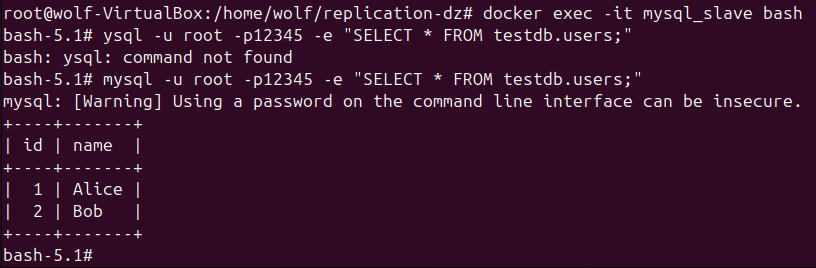 root@wolf-VirtualBox:/home/wolf/replication-dz# docker exec -it mysql_slave bash
bash-5.1# ysql -u root -p12345 -e "SELECT * FROM testdb.users;"
bash: ysql: command not found
bash-5.1# mysql -u root -p12345 -e "SELECT * FROM testdb.users;"
mysql: [Warning] Using a password on the command line interface can be insecure.
+----+-------+
| id | name  |
+----+-------+
|  1 | Alice |
|  2 | Bob   |
+----+-------+
bash-5.1#